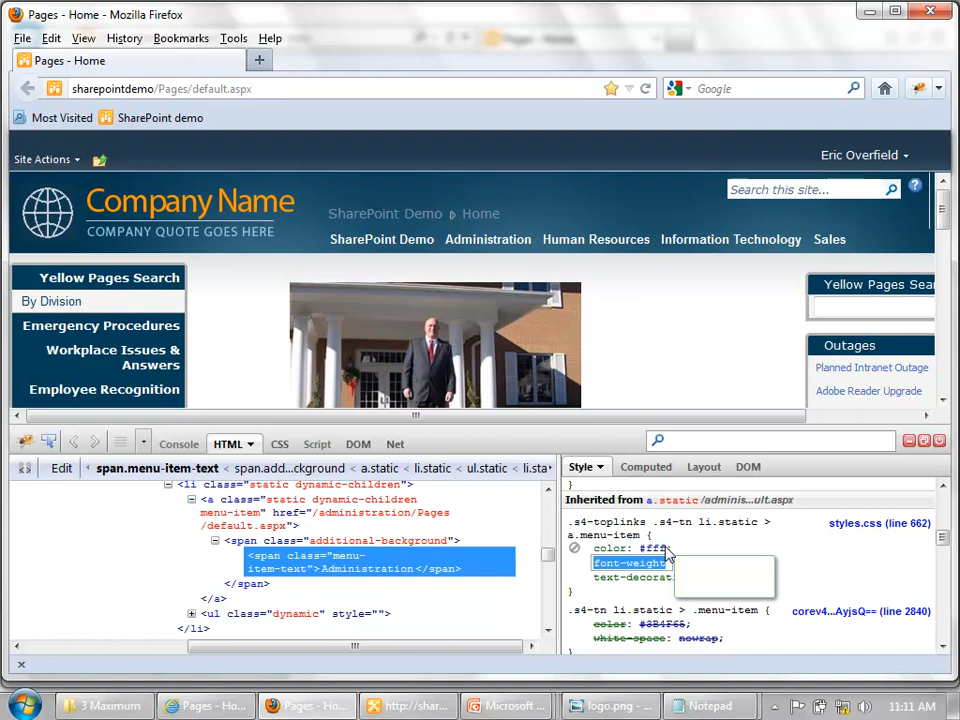 Pages - Home - Mozilla Firefox
File Edit View History Bookmarks Tools Help
Pages - Home
sharepointdemo/Pages/default.aspx
Google
Most Visited SharePoint demo
Site Actions
Eric Overfield
Company Name
COMPANY QUOTE GOES HERE
SharePoint Demo Home
Search this site...
SharePoint Demo Administration Human Resources Information Technology Sales
Yellow Pages Search
By Division
Emergency Procedures
Workplace Issues &
Answers
Employee Recognition
Yellow Pages Sear
Outages
Planned Intranet Outage
Adobe Reader Upgrade
Console HTML CSS Script DOM Net
Edit span.menu-item-text < span.add...ckground < a.static < li.static < ul.static < li.sta
Style Computed Layout DOM
<li class="static dynamic-children">
<a class="static dynamic-children
menu-item" href="/administration/Pages
/default.aspx">
<span class="additional-background">
<span class="menu-
item-text">Administration</span>
</span>
</a>
<ul class="dynamic" style="">
</li>
}
Inherited from a.static /adminis...ult.aspx
.s4-toplinks .s4-tn li.static >
a.menu-item {
styles.css (line 662)
color: #fff;
font-weight
text-decorati
}
.s4-tn li.static > .menu-item {
corev4...AyjsQ== (line 2840)
color: #3B4F65;
white-space: nowrap;
3 Maximum Pages - Ho... Pages - Ho... http://shar... Microsoft ... logo.png - ... Notepad 11:11 AM